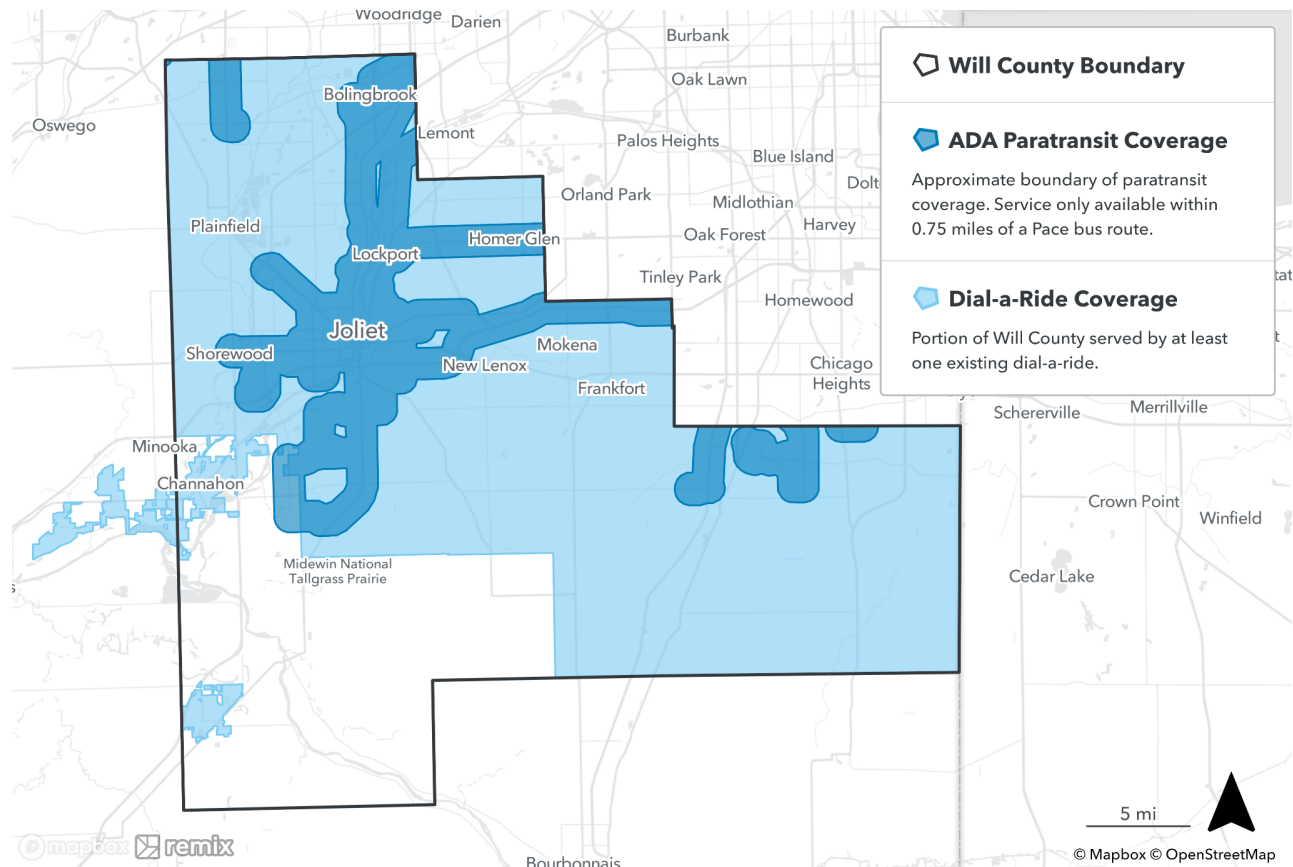 Woodridge
Darien
Burbank
Will County Boundary
Oak Lawn
Bolingbrook
Oswego
Lemont
Palos Heights
ADA Paratransit Coverage
Blue Island
Approximate boundary of paratransit
coverage. Service only available within
0.75 miles of a Pace bus route.
Dolt
Orland Park
Midlothian
Plainfield
Harvey
Homer Glen
Oak Forest
Lockport
Tinley Park
Homewood
Dial-a-Ride Coverage
Portion of Will County served by at least
one existing dial-a-ride.
tat
t
Joliet
Mokena
Shorewood
New Lenox
Chicago
Heights
Frankfort
Schererville
Merrillville
Minooka
Channahon
Crown Point
Winfield
Midewin National
Tallgrass Prairie
Cedar Lake
s
5 mi
mapbox
remix
© Mapbox © OpenStreetMap
Bourbonnais